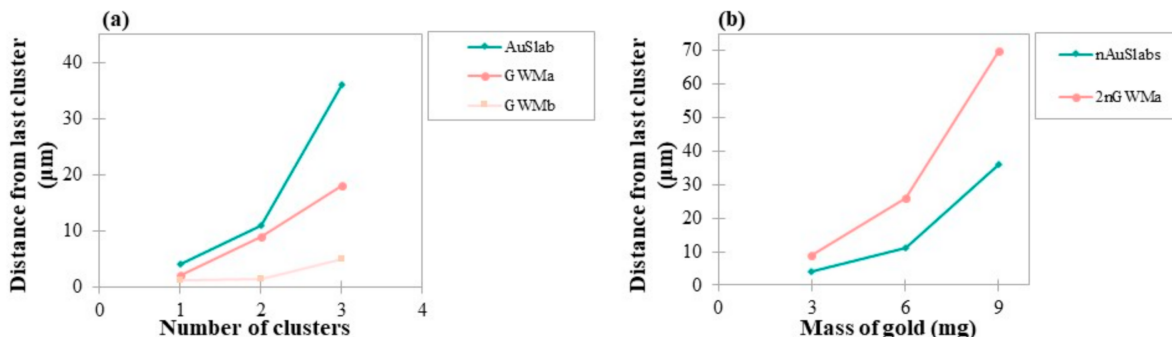 (a)
Distance from last cluster
(μm)
40
30
20
10
0
0
1
2
3
4
Number of clusters
AuSlab
GWMa
GWMb
(b)
Distance from last cluster
(μm)
70
60
50
40
30
20
10
0
0
3
6
9
Mass of gold (mg)
nAuSlabs
2nGWMa